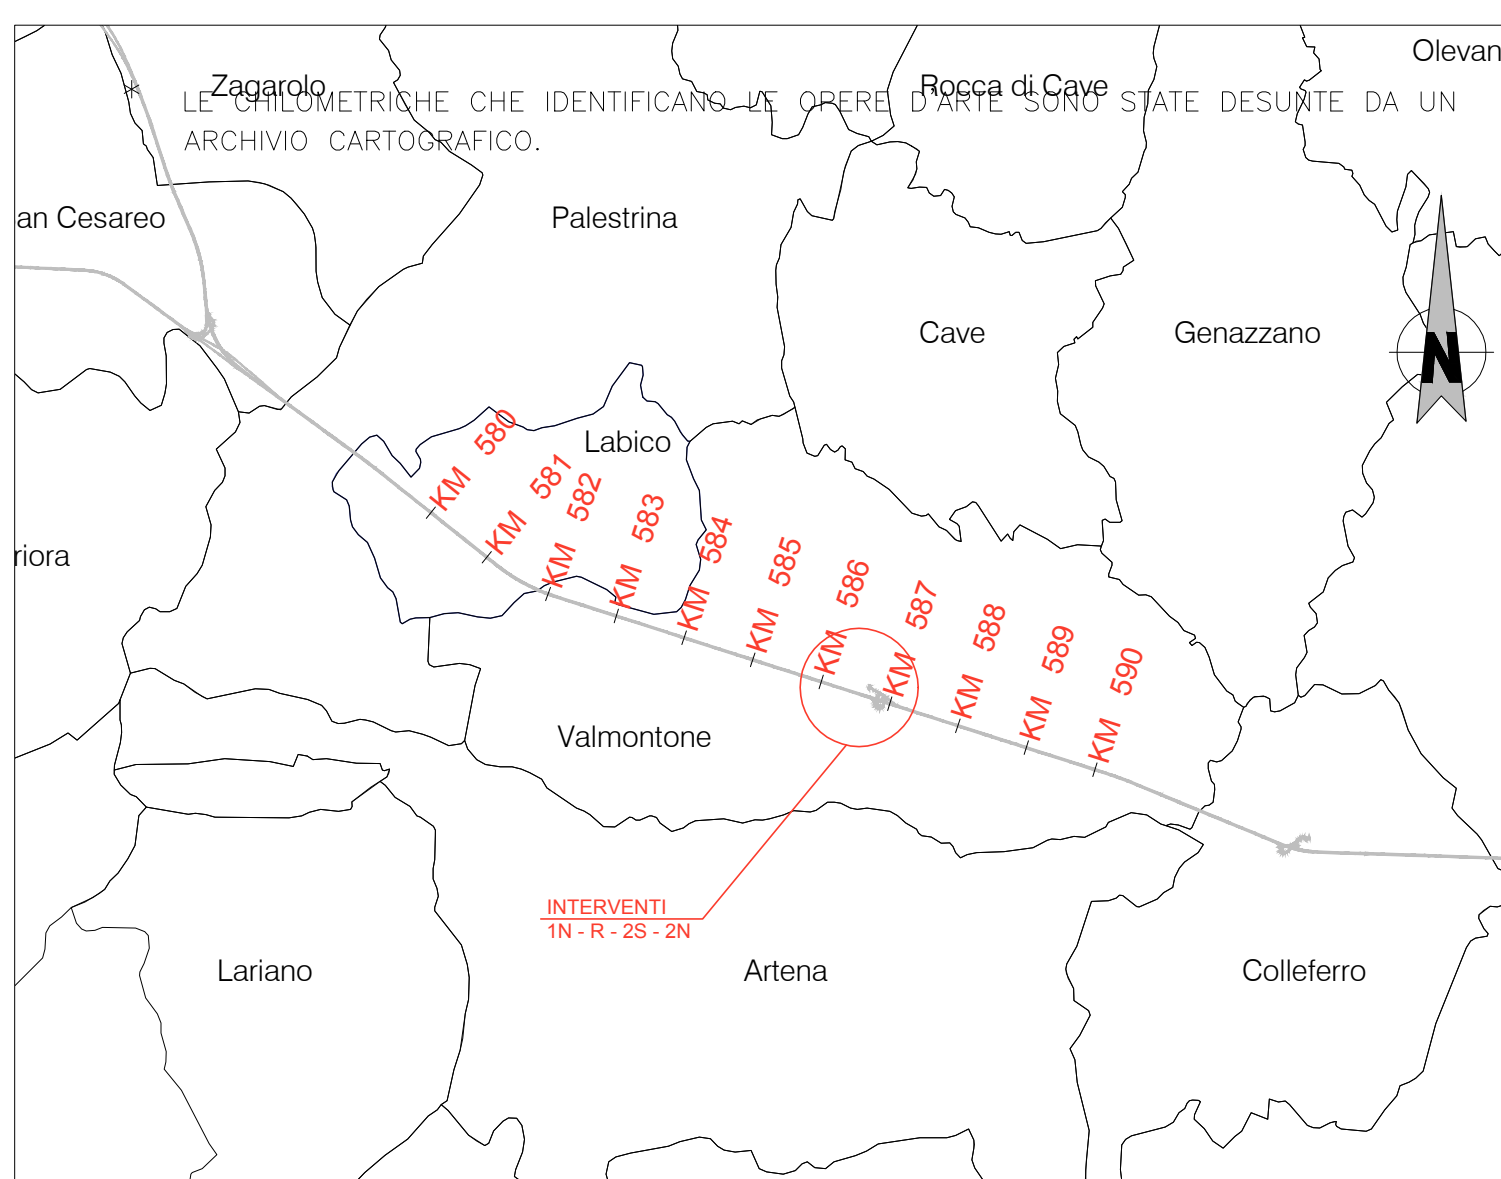 Olevan
Zagarolo
Rocca di Cave
* LE CHILOMETRICHE CHE IDENTIFICANO LE OPERE D'ARTE SONO STATE DESUNTE DA UN
ARCHIVIO CARTOGRAFICO.
an Cesareo
Palestrina
Cave
Genazzano
N
Labico
riora
KM 580
KM 581
KM 582
KM 583
KM 584
KM 585
KM 586
KM 587
KM 588
KM 589
KM 590
Valmontone
INTERVENTI
1N - R - 2S - 2N
Lariano
Artena
Colleferro